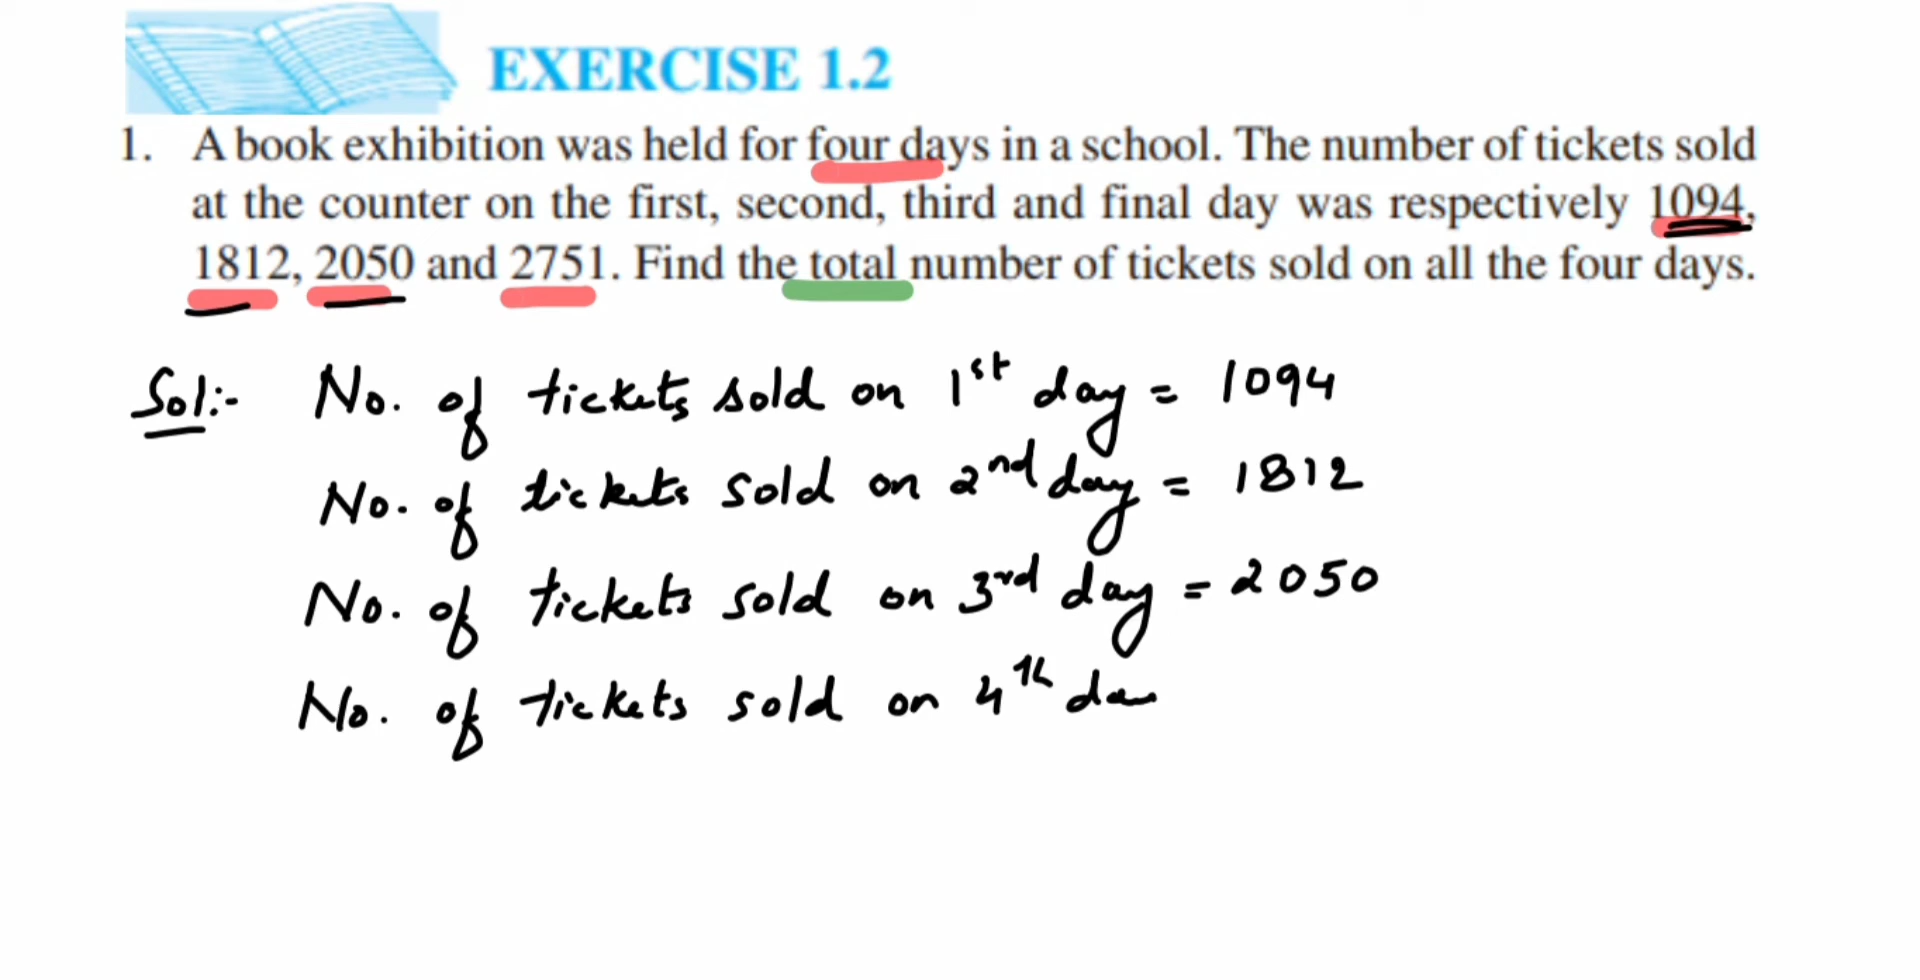 EXERCISE 1.2
1. A book exhibition was held for four days in a school. The number of tickets sold
at the counter on the first, second, third and final day was respectively 1094,
1812, 2050 and 2751. Find the total number of tickets sold on all the four days.
Sol:- No. of tickets sold on 1st day = 1094
No. of tickets sold on 2nd day = 1812
No. of tickets sold on 3rd day = 2050
No. of tickets sold on 4th da